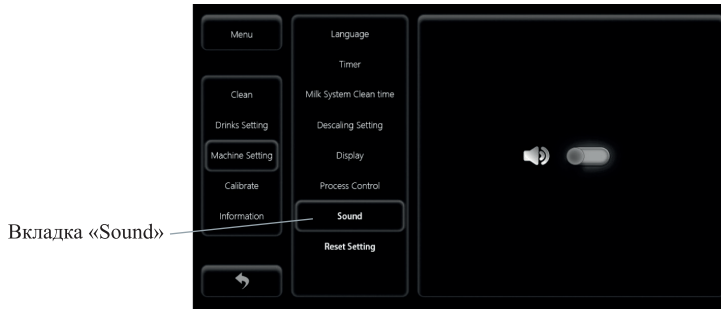 Menu
Clean
Drinks Setting
Machine Setting
Calibrate
Information
Language
Timer
Milk System Clean time
Descaling Setting
Display
Process Control
Sound
Reset Setting
Вкладка «Sound»